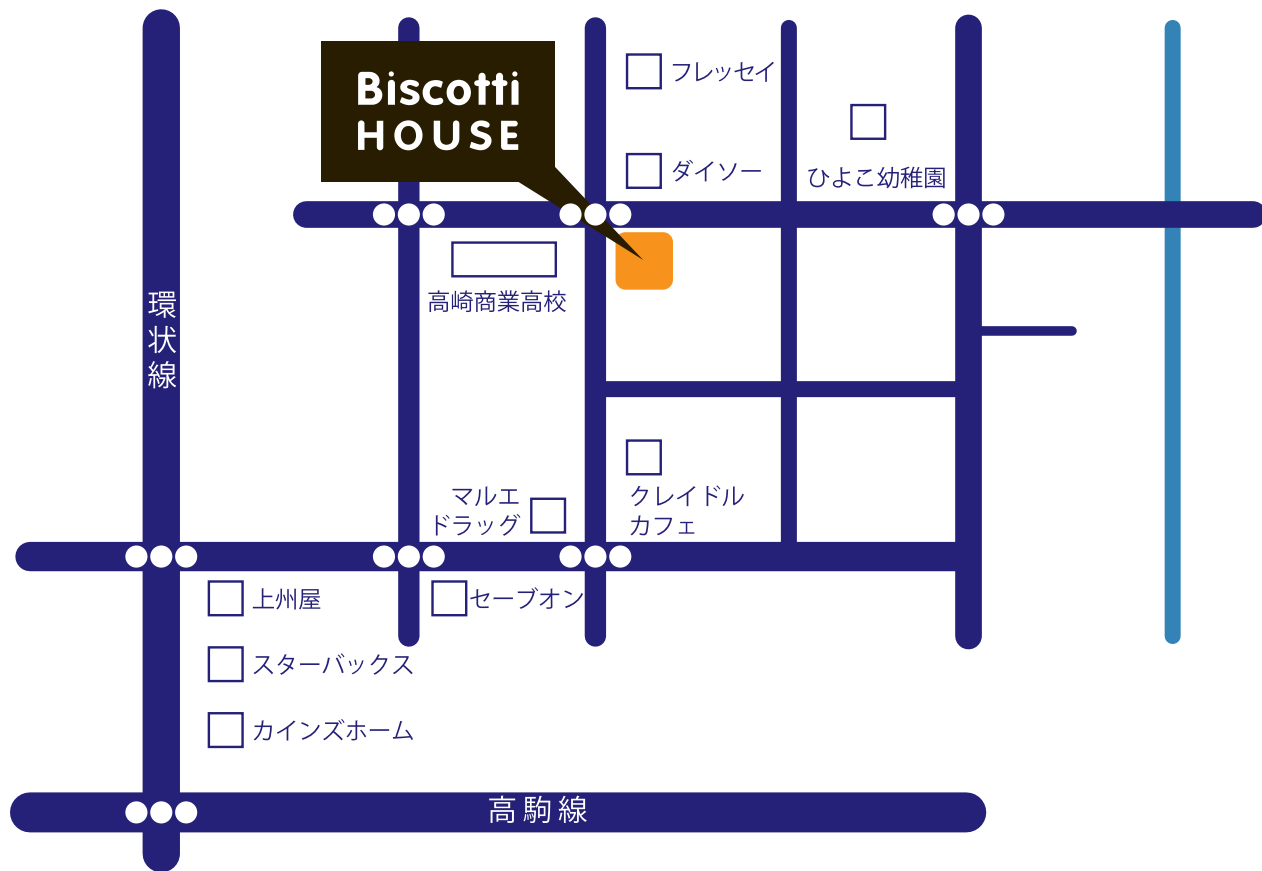 Biscotti
HOUSE
フレッセイ
ダイソー
ひよこ幼稚園
高崎商業高校
環状線
マルエ
ドラッグ
クレイドル
カフェ
上州屋
セーブオン
スターバックス
カインズホーム
高駒線